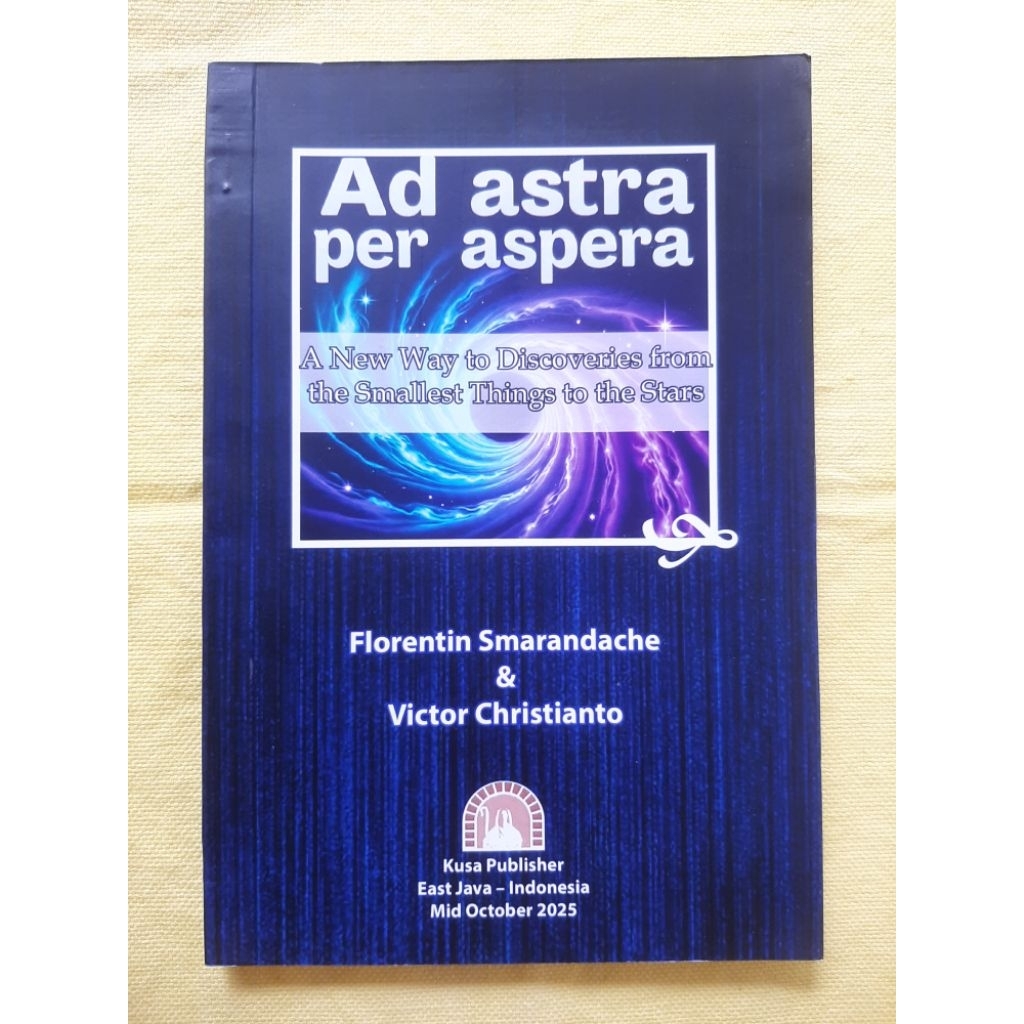 Ad astra
per aspera
A New Way to Discoveries from
the Smallest Things to the Stars
Florentin Smarandache
&
Victor Christianto
Kusa Publisher
East Java – Indonesia
Mid October 2025